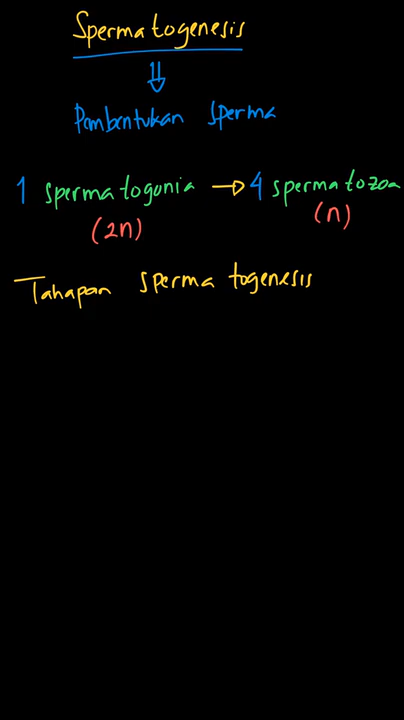 Spermatogenesis
Pembentukan sperma
1 spermatogonia → 4 spermatozoa
(2n) (n)
Tahapan spermatogenesis